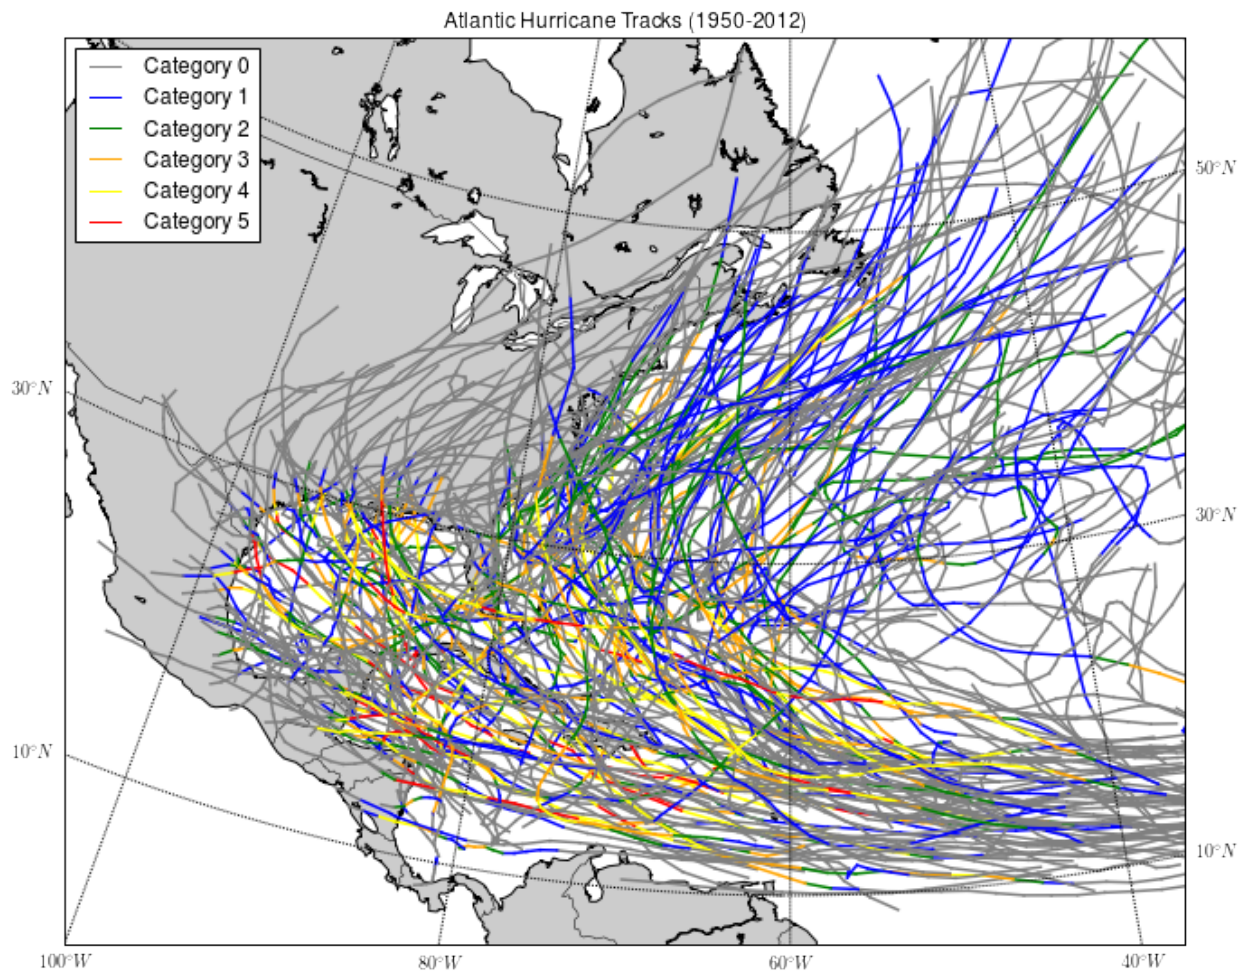 Atlantic Hurricane Tracks (1950-2012)
Category 0
Category 1
Category 2
Category 3
Category 4
Category 5
50°N
30°N
30°N
10°N
10°N
100°W
80°W
60°W
40°W